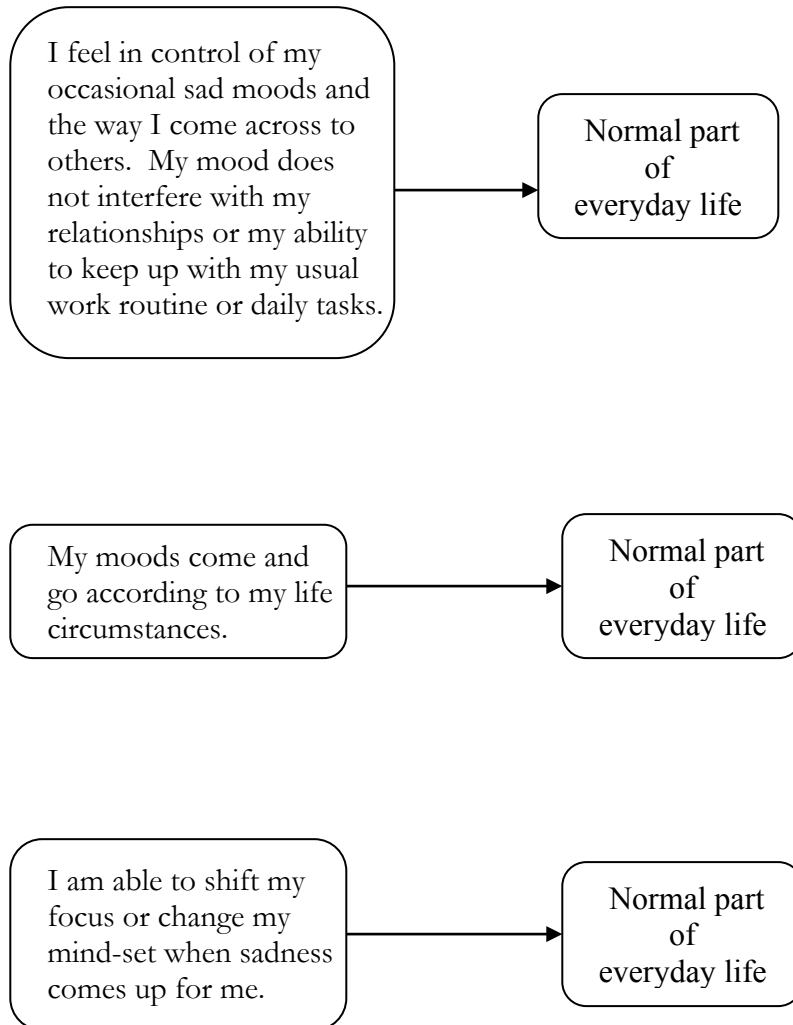 I feel in control of my
occasional sad moods and
the way I come across to
others.  My mood does
not interfere with my
relationships or my ability
to keep up with my usual
work routine or daily tasks.
Normal part
of
everyday life
My moods come and
go according to my life
circumstances.
Normal part
of
everyday life
I am able to shift my
focus or change my
mind-set when sadness
comes up for me.
Normal part
of
everyday life